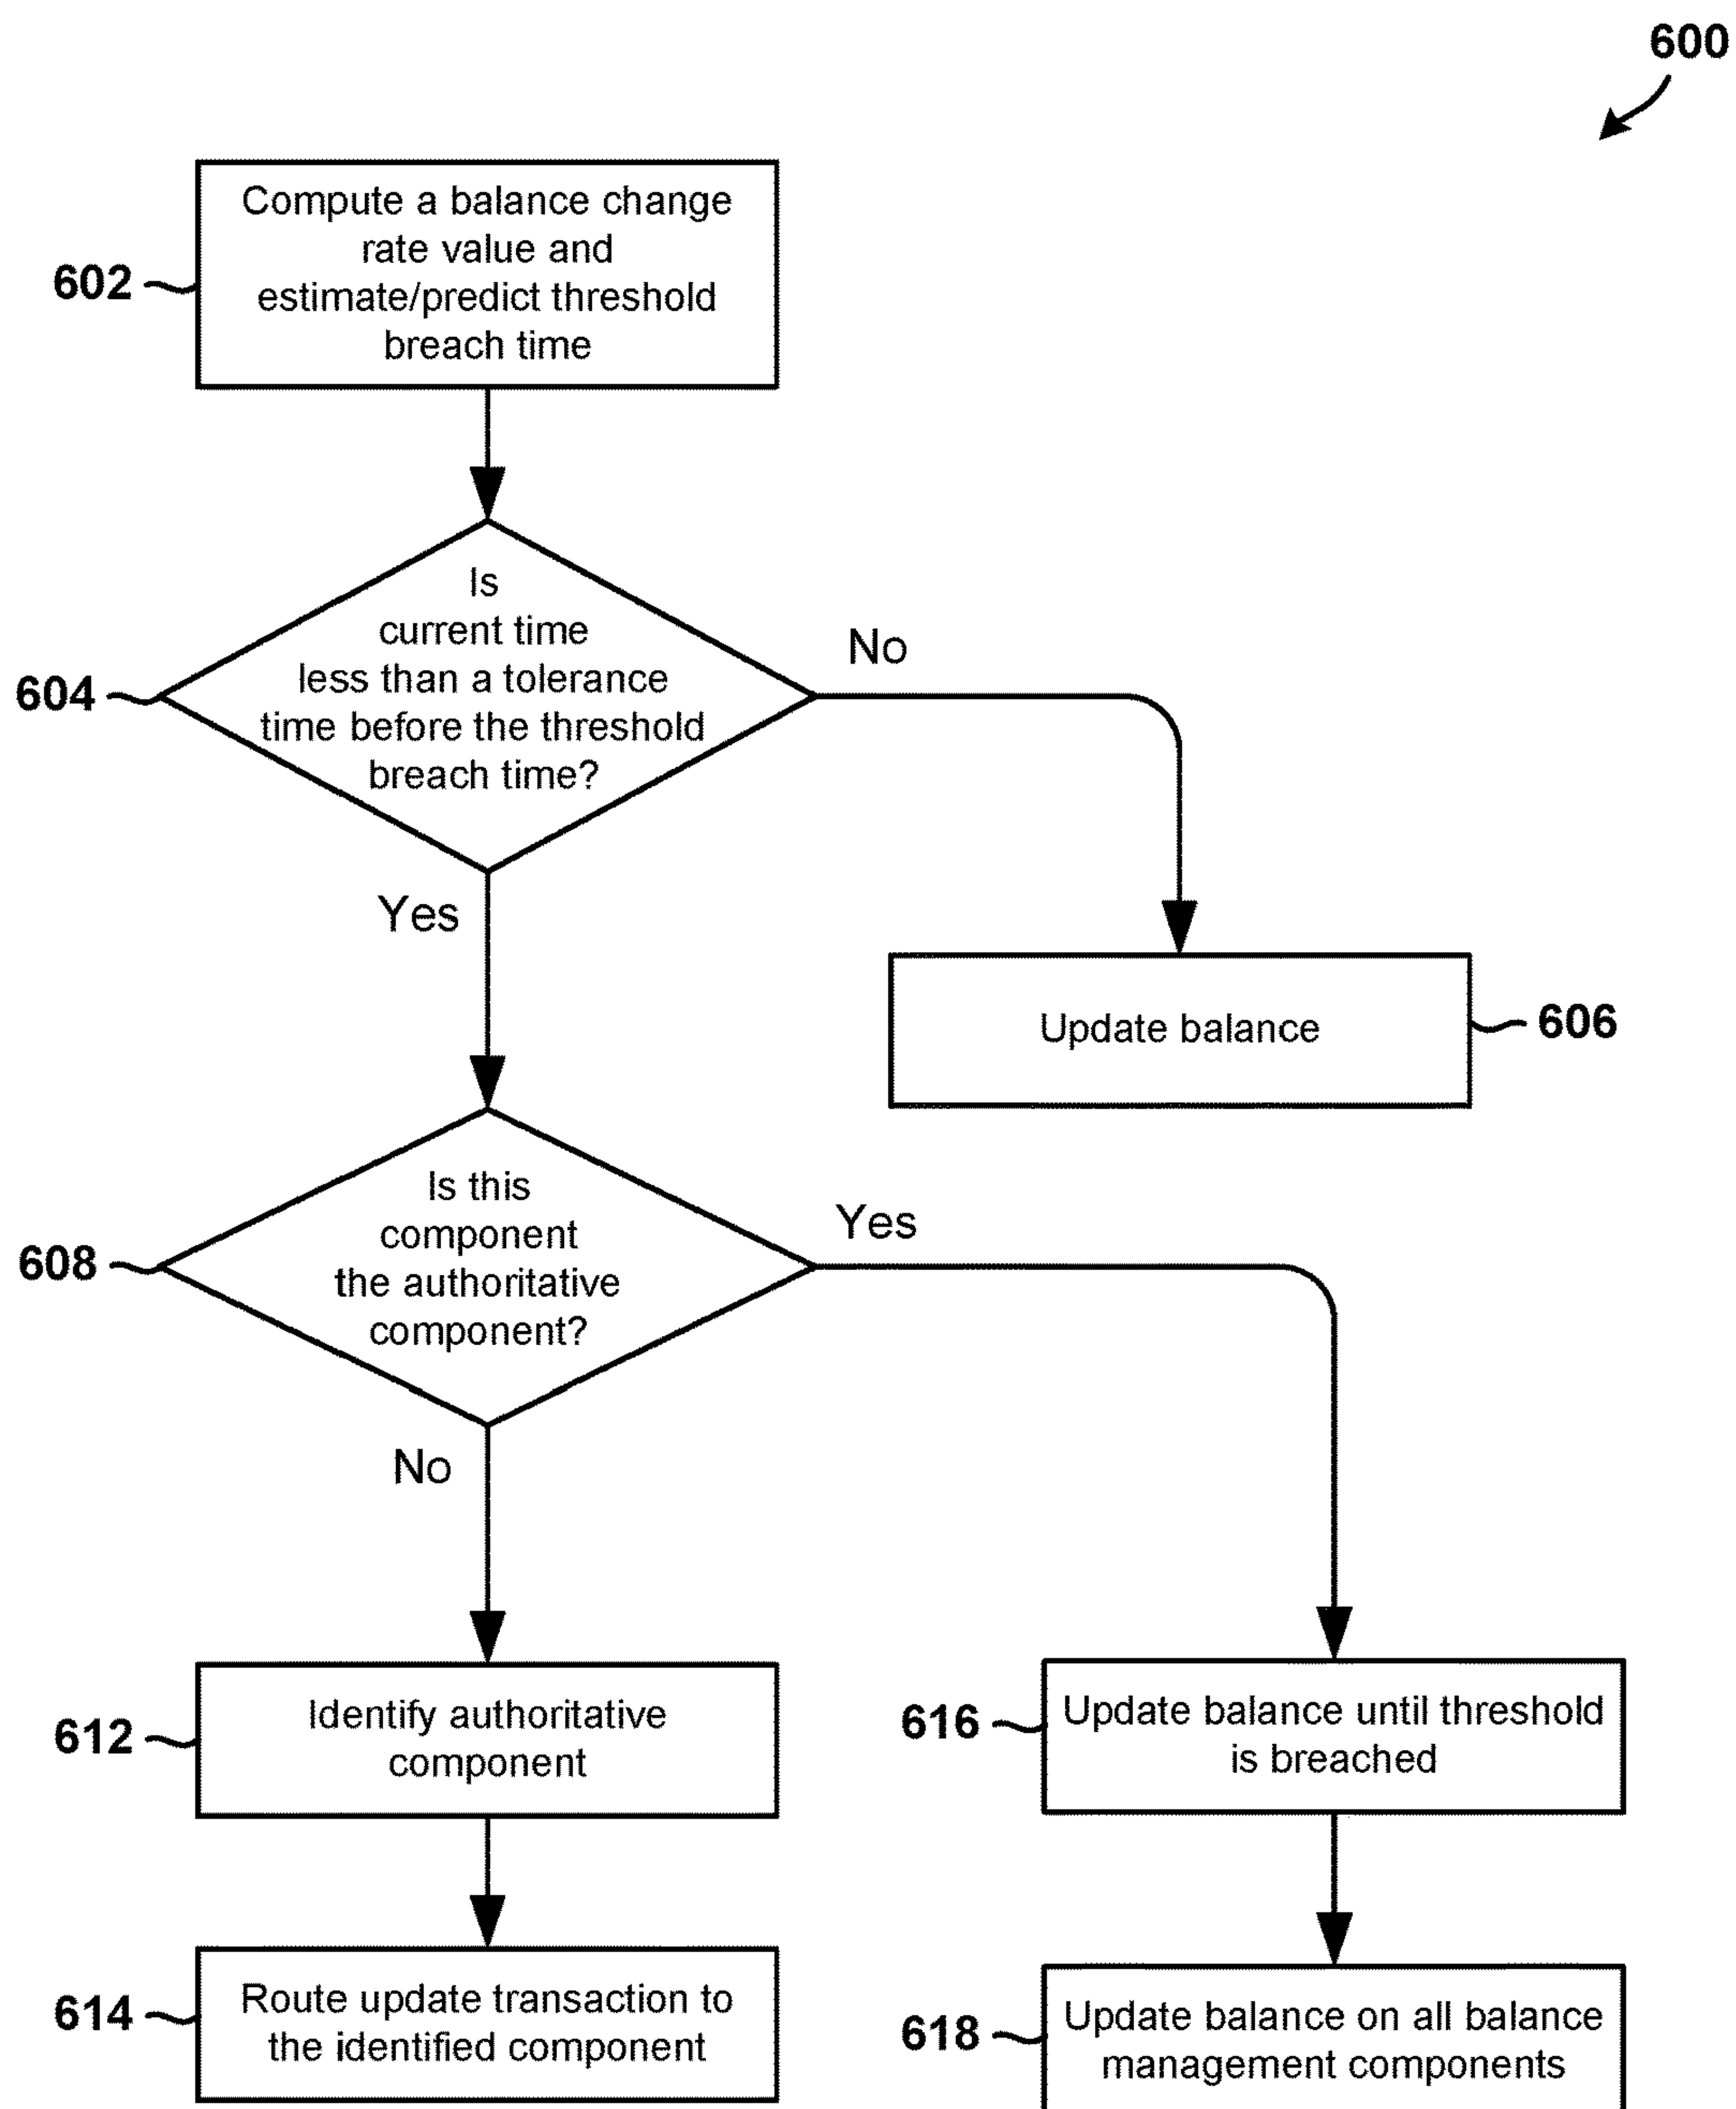 600
Compute a balance change
rate value and
estimate/predict threshold
breach time
602
Is
current time
less than a tolerance
time before the threshold
breach time?
604
No
Yes
Update balance
606
Is this
component
the authoritative
component?
608
Yes
No
Identify authoritative
component
612
616
Update balance until threshold
is breached
Route update transaction to
the identified component
614
618
Update balance on all balance
management components